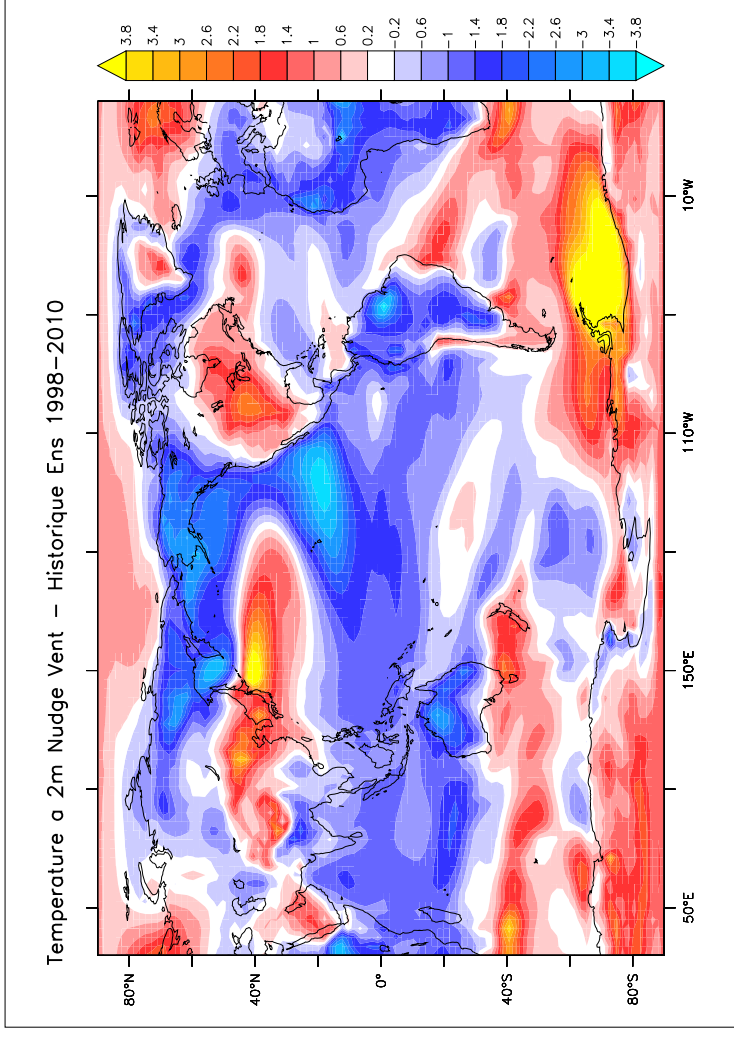 Temperature a 2m Nudge Vent − Historique Ens 1998−2010
80°N
40°N
0°
40°S
80°S
50°E 150°E 110°W 10°W
−3.8 −3.4 −3 −2.6 −2.2 −1.8 −1.4 −1 −0.6 −0.2 0.2 0.6 1 1.4 1.8 2.2 2.6 3 3.4 3.8